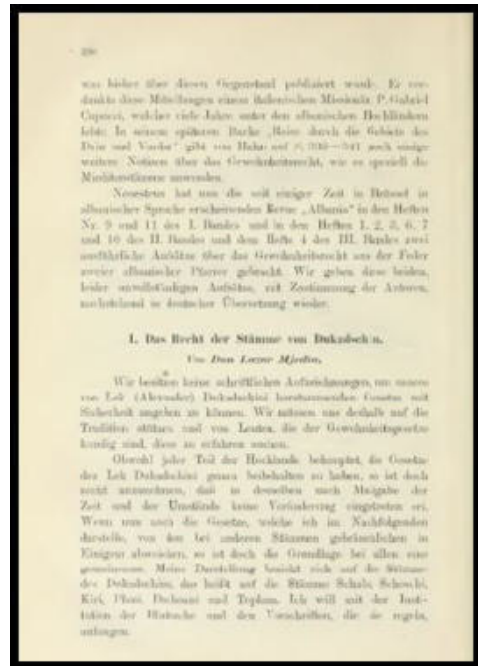 was bisher über diesen Gegenstand publiziert wurde. Er ver-
dankte diese Mitteilungen einem italienischen Missionär P. Gabriel
Capacci, welcher viele Jahre unter den albanischen Hochländern
lebte. In seinem späteren Buche „Reise durch die Gebiete des
Drin und Vardar“ gibt von Hahn auf noch einige
weitere Notizen über das Gewohnheitsrecht, wie es speziell die
Mirditenstämme anwenden.
Neuestens hat nun die seit einiger Zeit in Brüssel in
albanischer Sprache erscheinenden Revue „Albania“ in den Heften
Nr. 9 und 11 des I. Bandes und in den Heften 1, 2, 3, 6, 7
und 10 des II. Bandes und dem Hefte 4 des III. Bandes zwei
ausführliche Aufsätze über das Gewohnheitsrecht aus der Feder
zweier albanischer Pfarrer gebracht. Wir geben diese beiden,
leider unvollständigen Aufsätze, mit Zustimmung der Autoren,
nachstehend in deutscher Übersetzung wieder.
1. Das Recht der Stämme von Dukadschin.
Von Don Lazar Mjedia.
Wir besitzen keine schriftlichen Aufzeichnungen, um unsere
von Lek (Alexander) Dukadschini herstammenden Gesetze mit
Sicherheit angeben zu können. Wir müssen uns deshalb auf die
Tradition stützen und von Leuten, die der Gewohnheitsgesetze
kundig sind, diese zu erfahren suchen.
Obwohl jeder Teil der Hochlande behauptet, die Gesetze
des Lek Dukadschini genau beibehalten zu haben, so ist doch
nicht anzunehmen, daß in denselben nach Maßgabe der
Zeit und der Umstände keine Veränderung eingetreten sei.
Wenn nun auch die Gesetze, welche ich im Nachfolgenden
darstelle, von den bei anderen Stämmen gebräuchlichen in
Einigem abweichen, so ist doch die Grundlage bei allen eine
gemeinsame. Meine Darstellung bezieht sich auf die Stämme
des Dukadschins, das heißt auf die Stämme Schala, Schoschi,
Kiri, Plani, und Toplana. Ich will mit der Insti-
tution der Blutrache und den Vorschriften, die sie regeln,
anfangen.